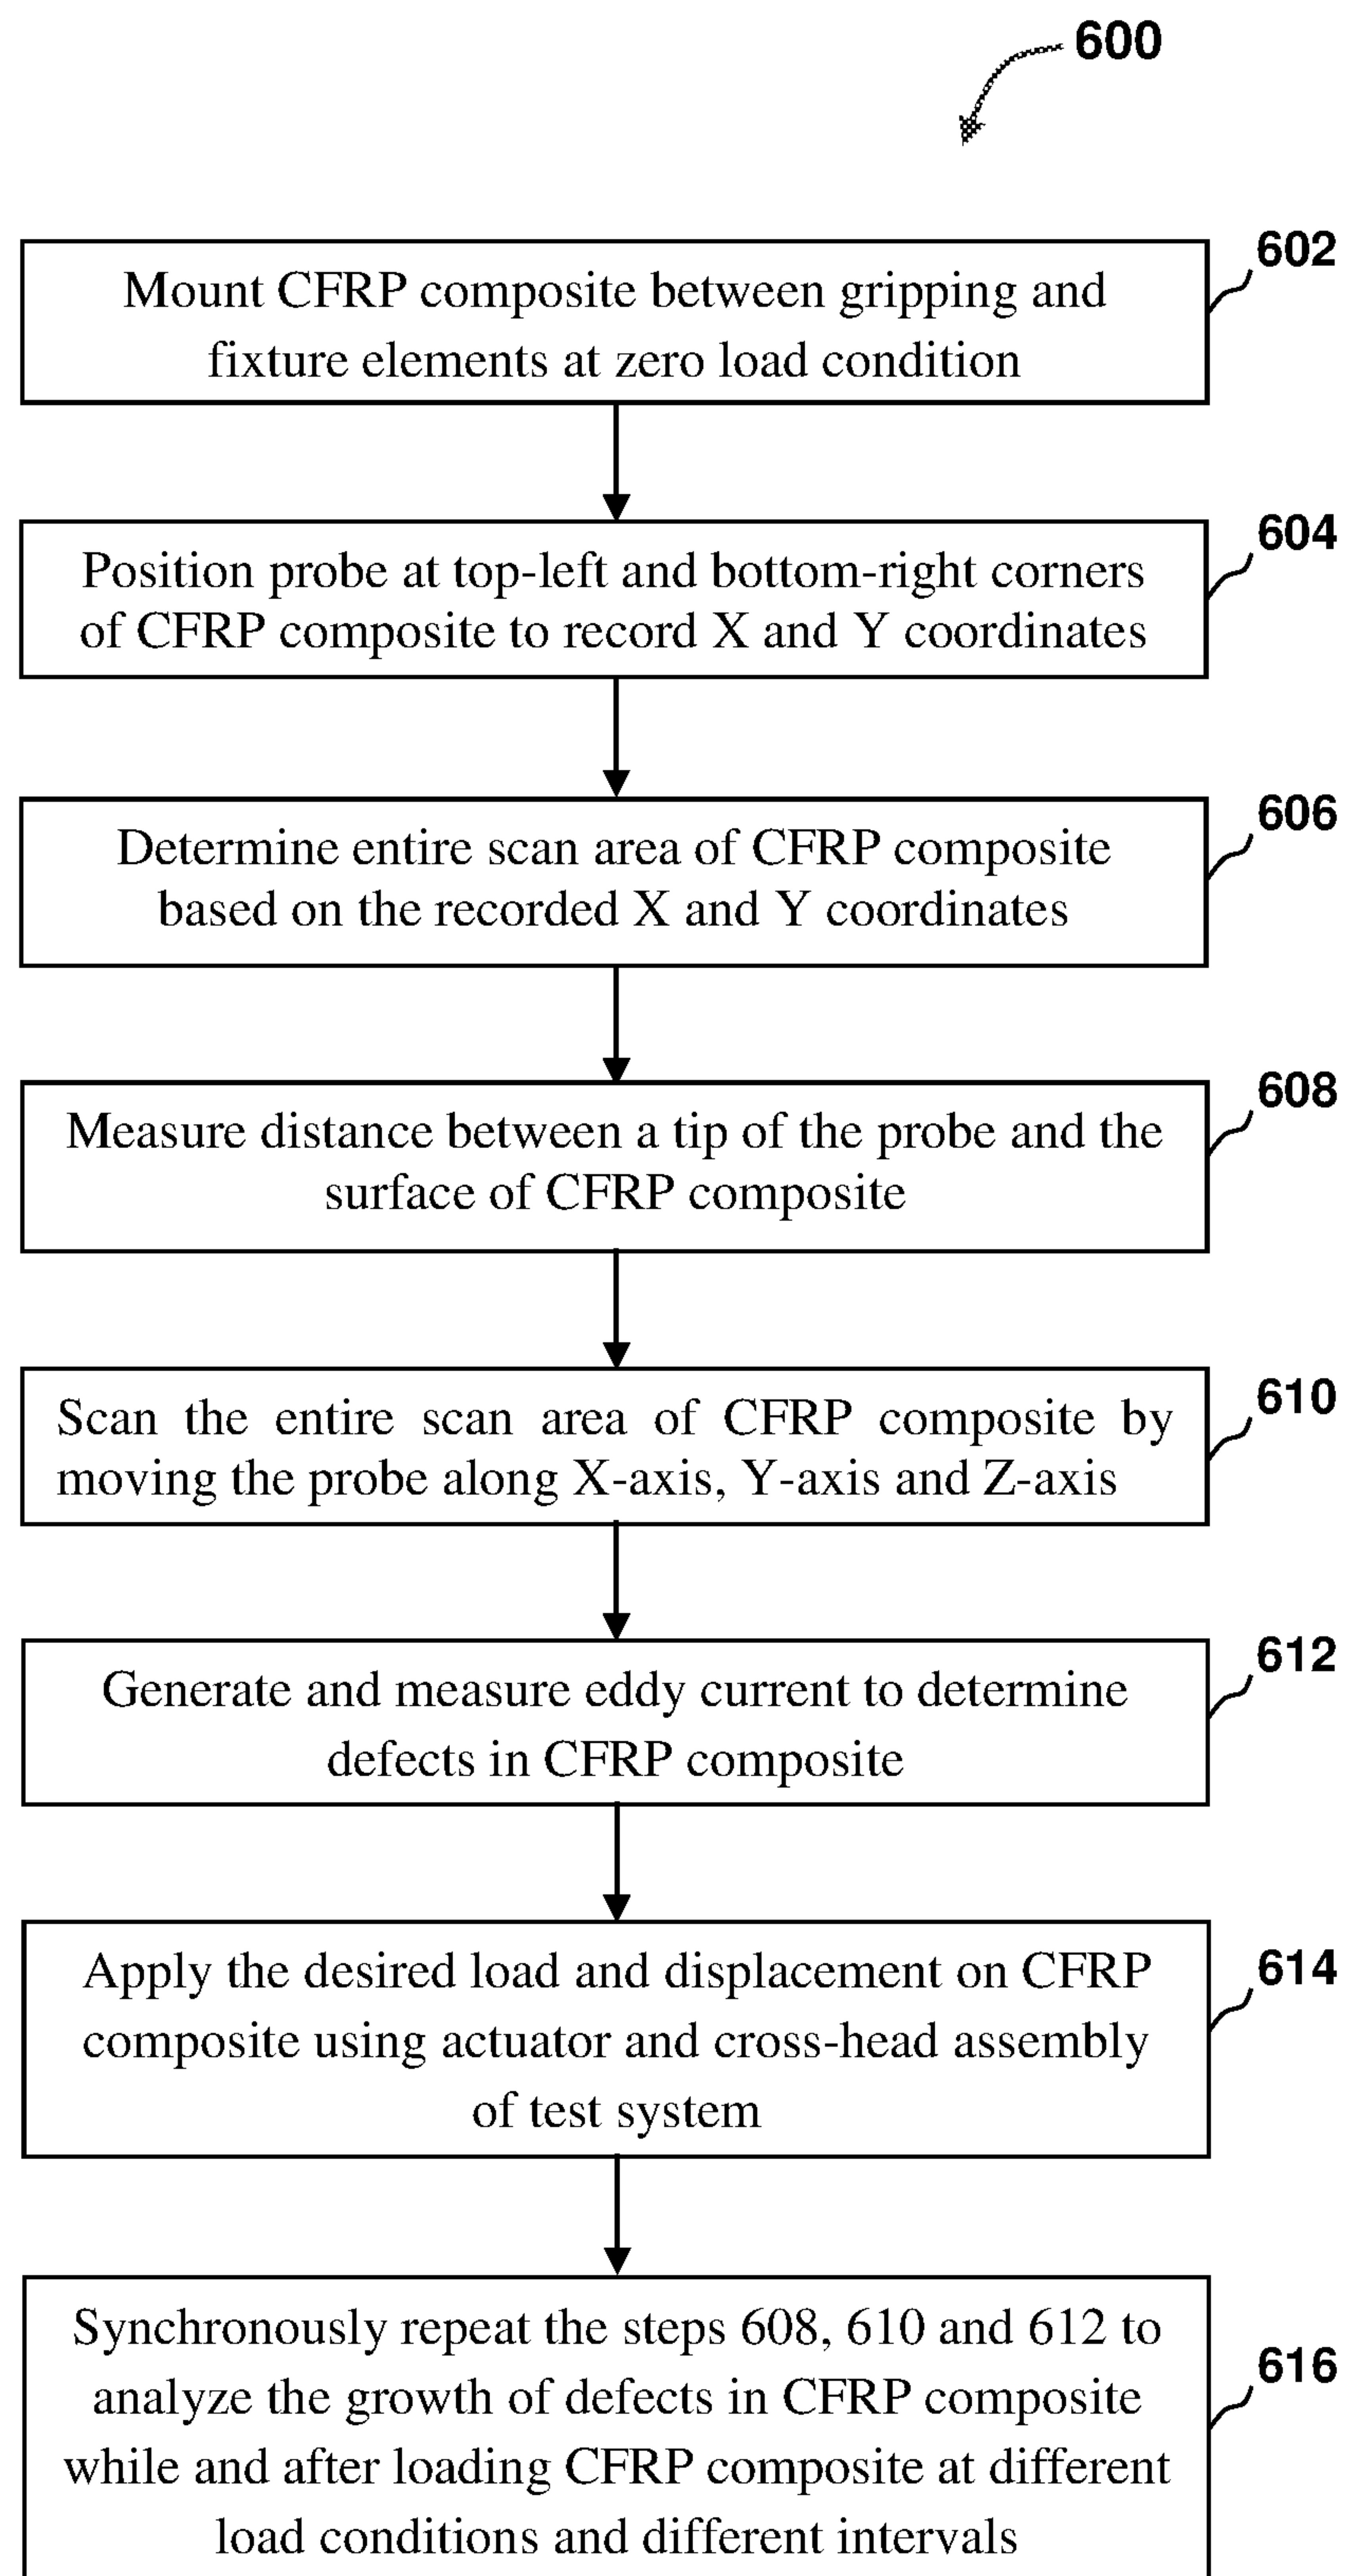 600
602
Mount CFRP composite between gripping and
fixture elements at zero load condition
604
Position probe at top-left and bottom-right corners
of CFRP composite to record X and Y coordinates
606
Determine entire scan area of CFRP composite
based on the recorded X and Y coordinates
608
Measure distance between a tip of the probe and the
surface of CFRP composite
610
Scan the entire scan area of CFRP composite by
moving the probe along X-axis, Y-axis and Z-axis
612
Generate and measure eddy current to determine
defects in CFRP composite
614
Apply the desired load and displacement on CFRP
composite using actuator and cross-head assembly
of test system
616
Synchronously repeat the steps 608, 610 and 612 to
analyze the growth of defects in CFRP composite
while and after loading CFRP composite at different
load conditions and different intervals